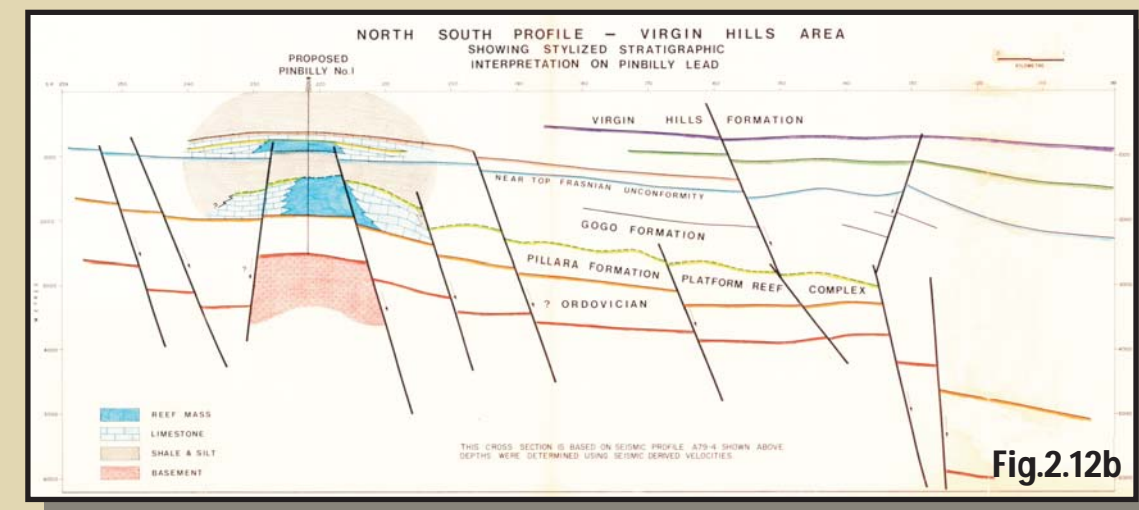 NORTH SOUTH PROFILE – VIRGIN HILLS AREA
SHOWING STYLIZED STRATIGRAPHIC
INTERPRETATION ON PINBILLY LEAD
PROPOSED
PINBILLY No.1
KILOMETRE
VIRGIN HILLS FORMATION
NEAR TOP FRASNIAN UNCONFORMITY
GOGO FORMATION
PILLARA FORMATION PLATFORM REEF COMPLEX
? ORDOVICIAN
?
?
METRES
REEF MASS
LIMESTONE
SHALE & SILT
BASEMENT
THIS CROSS SECTION IS BASED ON SEISMIC PROFILE A79-4 SHOWN ABOVE.
DEPTHS WERE DETERMINED USING SEISMIC DERIVED VELOCITIES.
Fig.2.12b